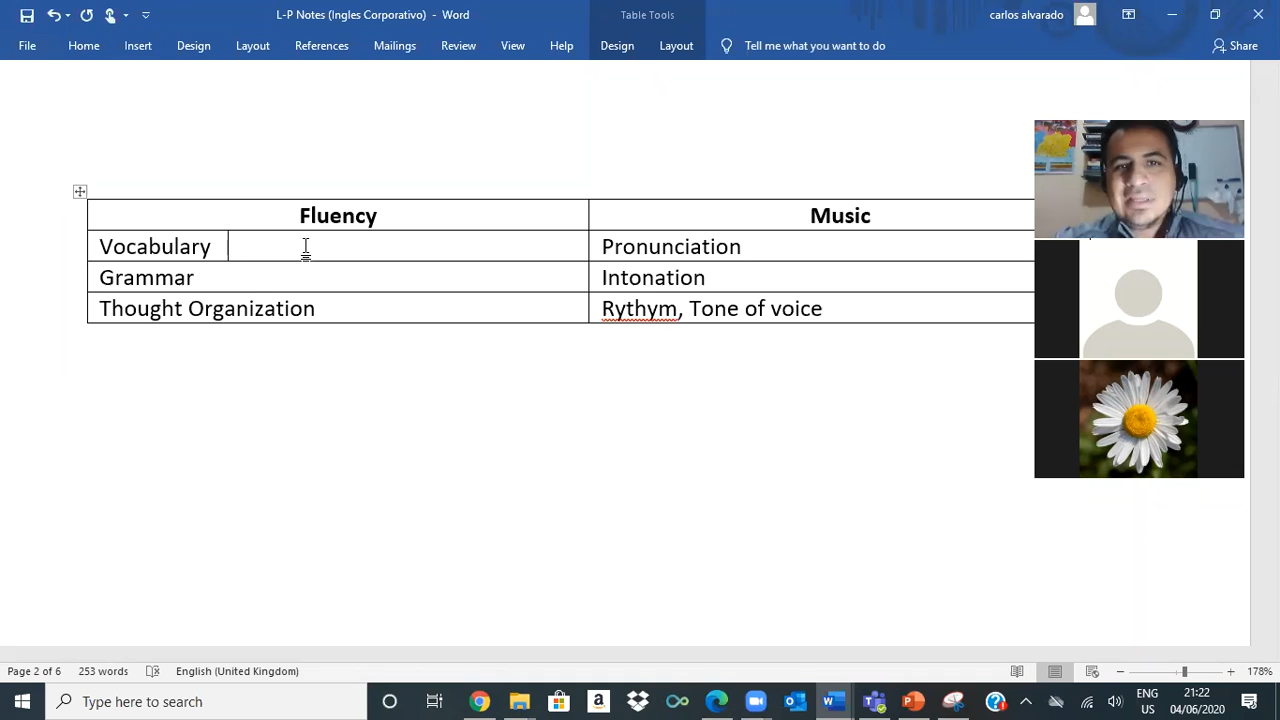 L-P Notes (Ingles Corporativo) - Word
Table Tools
carlos alvarado
File Home Insert Design Layout References Mailings Review View Help Design Layout Tell me what you want to do Share
Fluency Music
Vocabulary Pronunciation
Grammar Intonation
Thought Organization Rythym, Tone of voice
Page 2 of 6 253 words English (United Kingdom) 178%
Type here to search
ENG 21:22
US 04/06/2020